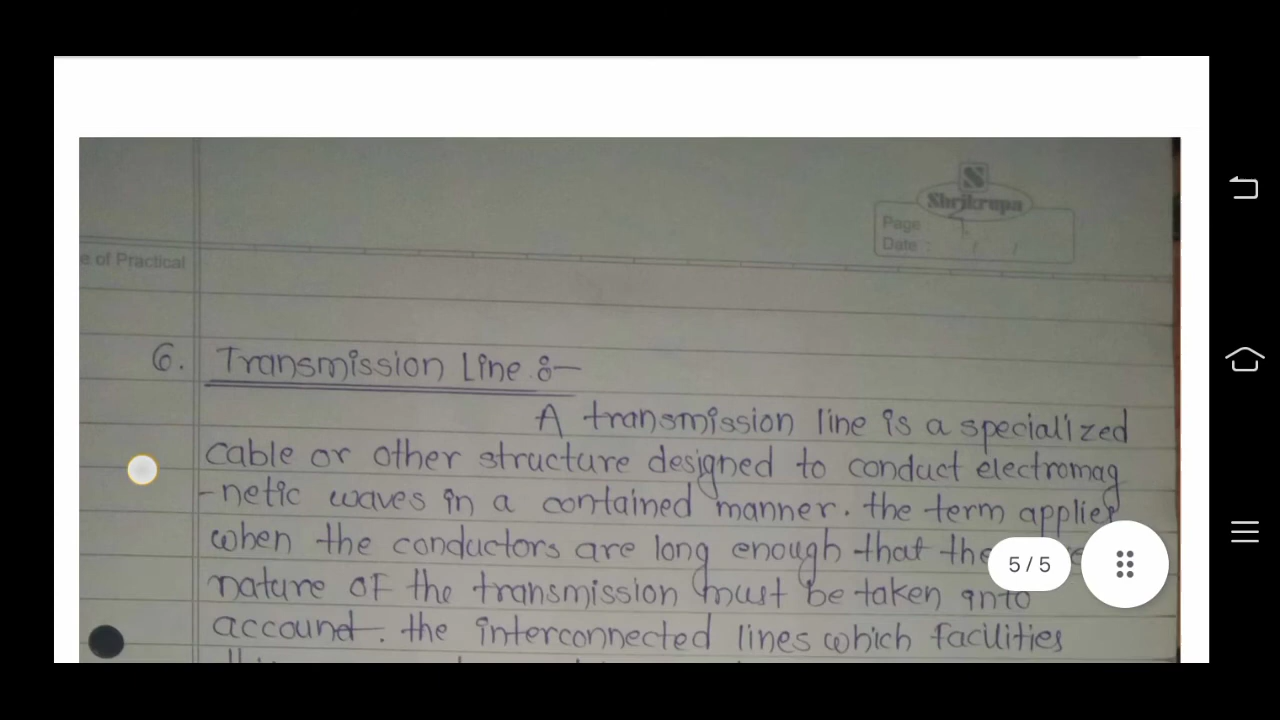 Shrikrupa
Page
Date : / /
e of Practical
6. Transmission Line :-
A transmission line is a specialized
cable or other structure designed to conduct electromag
-netic waves in a contained manner. the term applies
when the conductors are long enough that the
5 / 5
nature of the transmission must be taken into
account. the interconnected lines which facilities